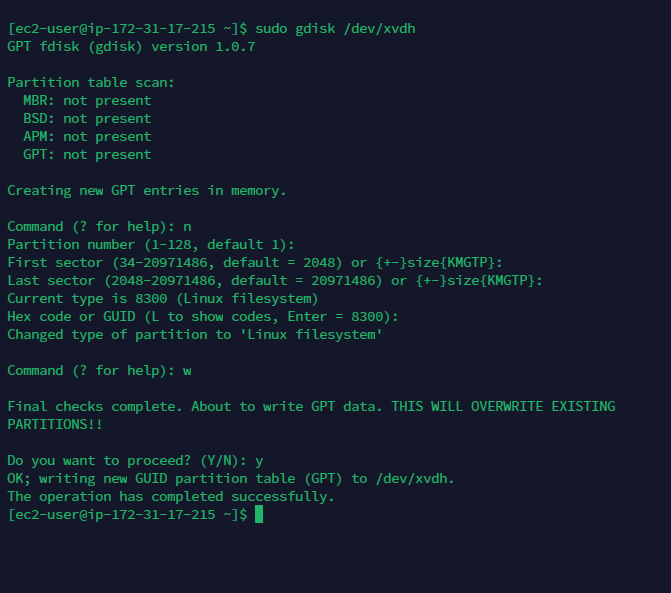 [ec2-user@ip-172-31-17-215 ~]$ sudo gdisk /dev/xvdh
GPT fdisk (gdisk) version 1.0.7
Partition table scan:
MBR: not present
BSD: not present
APM: not present
GPT: not present
Creating new GPT entries in memory.
Command (? for help): n
Partition number (1-128, default 1):
First sector (34-20971486, default = 2048) or {+-}size{KMGTP}:
Last sector (2048-20971486, default = 20971486) or {+-}size{KMGTP}:
Current type is 8300 (Linux filesystem)
Hex code or GUID (L to show codes, Enter = 8300):
Changed type of partition to 'Linux filesystem'
Command (? for help): w
Final checks complete. About to write GPT data. THIS WILL OVERWRITE EXISTING
PARTITIONS!!
Do you want to proceed? (Y/N): y
OK; writing new GUID partition table (GPT) to /dev/xvdh.
The operation has completed successfully.
[ec2-user@ip-172-31-17-215 ~]$